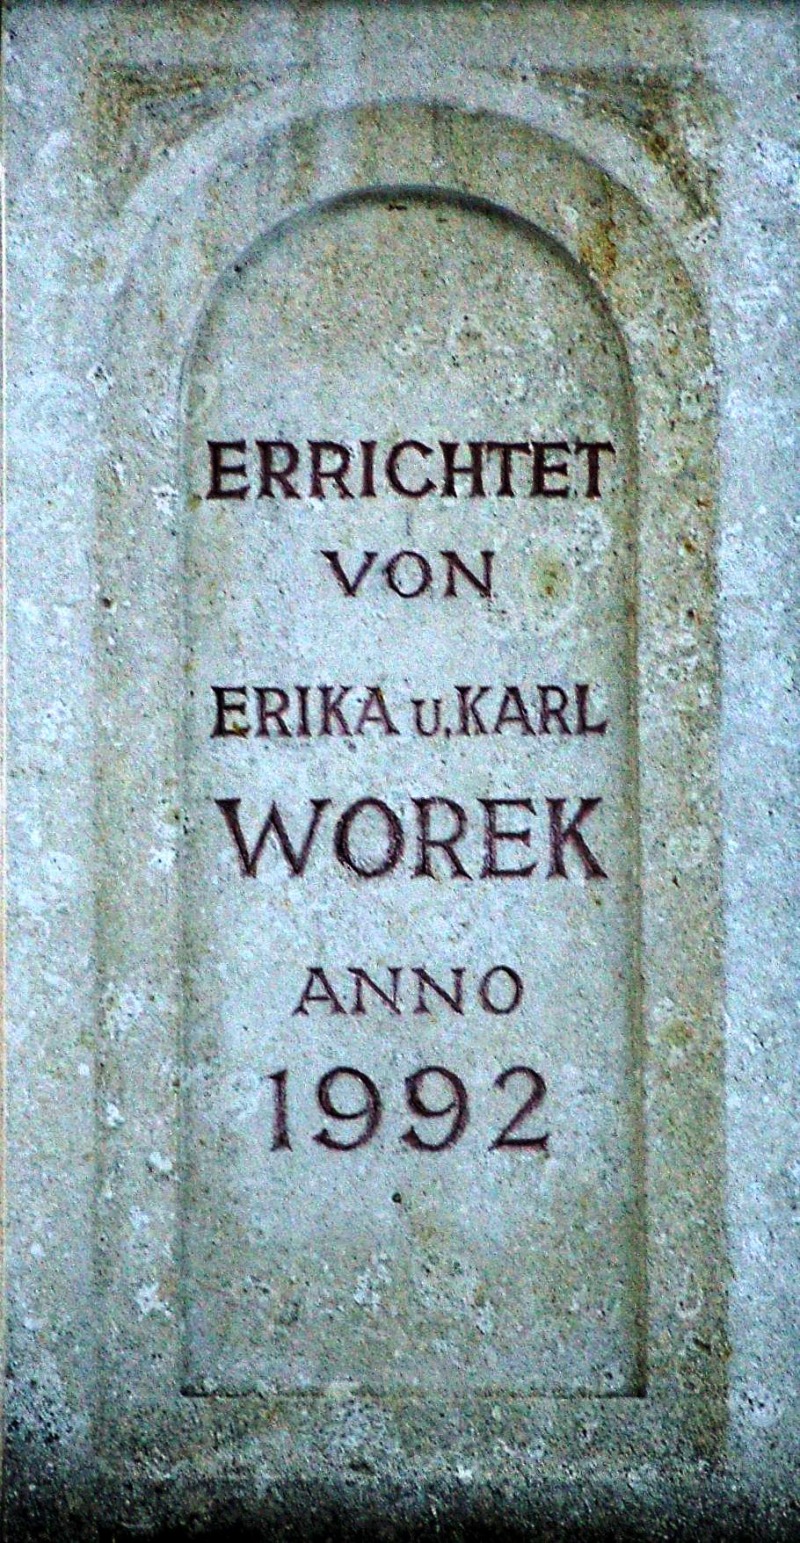 ERRICHTET
VON
ERIKA u. KARL
WOREK
ANNO
1992